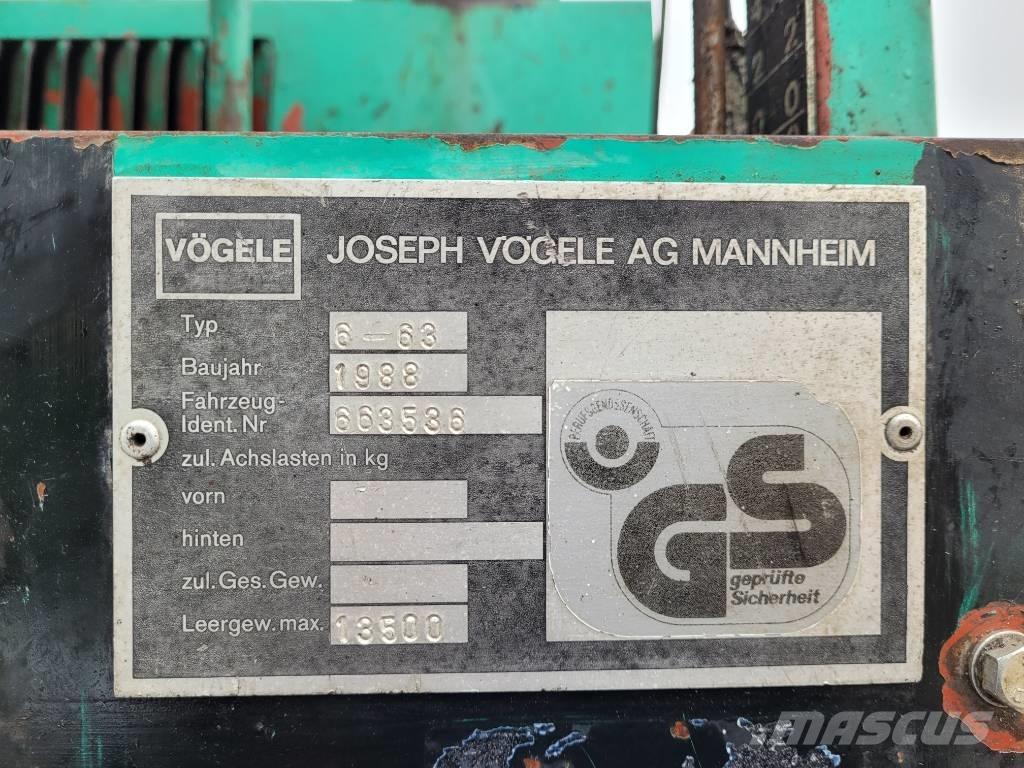 VÖGELE JOSEPH VÖGELE AG MANNHEIM
Typ 6-63
Baujahr 1988
Fahrzeug-
Ident. Nr 663536
zul. Achslasten in kg
vorn
hinten
zul. Ges. Gew.
Leergew. max. 13500
BERUFSGENOSSENSCHAFT
GS
geprüfte
Sicherheit
MASCUS